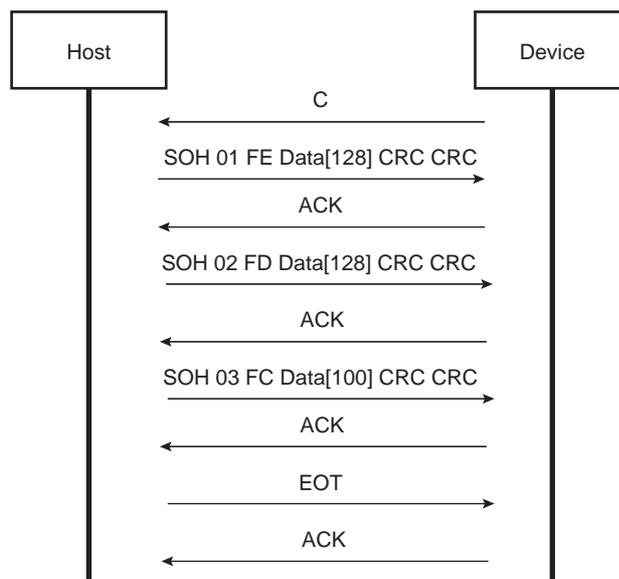 Host
Device
C
SOH 01 FE Data[128] CRC CRC
ACK
SOH 02 FD Data[128] CRC CRC
ACK
SOH 03 FC Data[100] CRC CRC
ACK
EOT
ACK